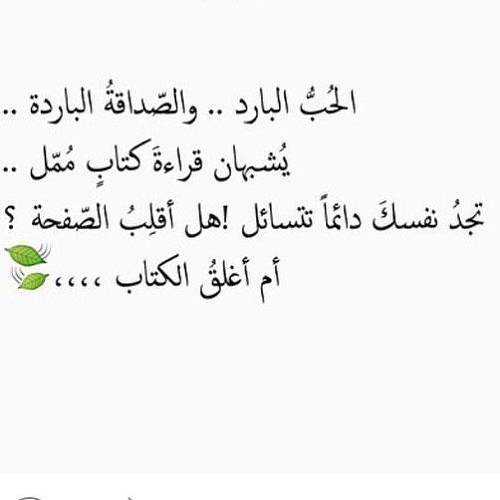 الحُبُّ البارد .. والصّداقةُ الباردة ..
يُشبهان قراءةَ كتابٍ مُمّل ..
تجدُ نفسكَ دائماً تتسائل !هل أقلِبُ الصّفحة ؟
أم أغلقُ الكتاب ،،،،